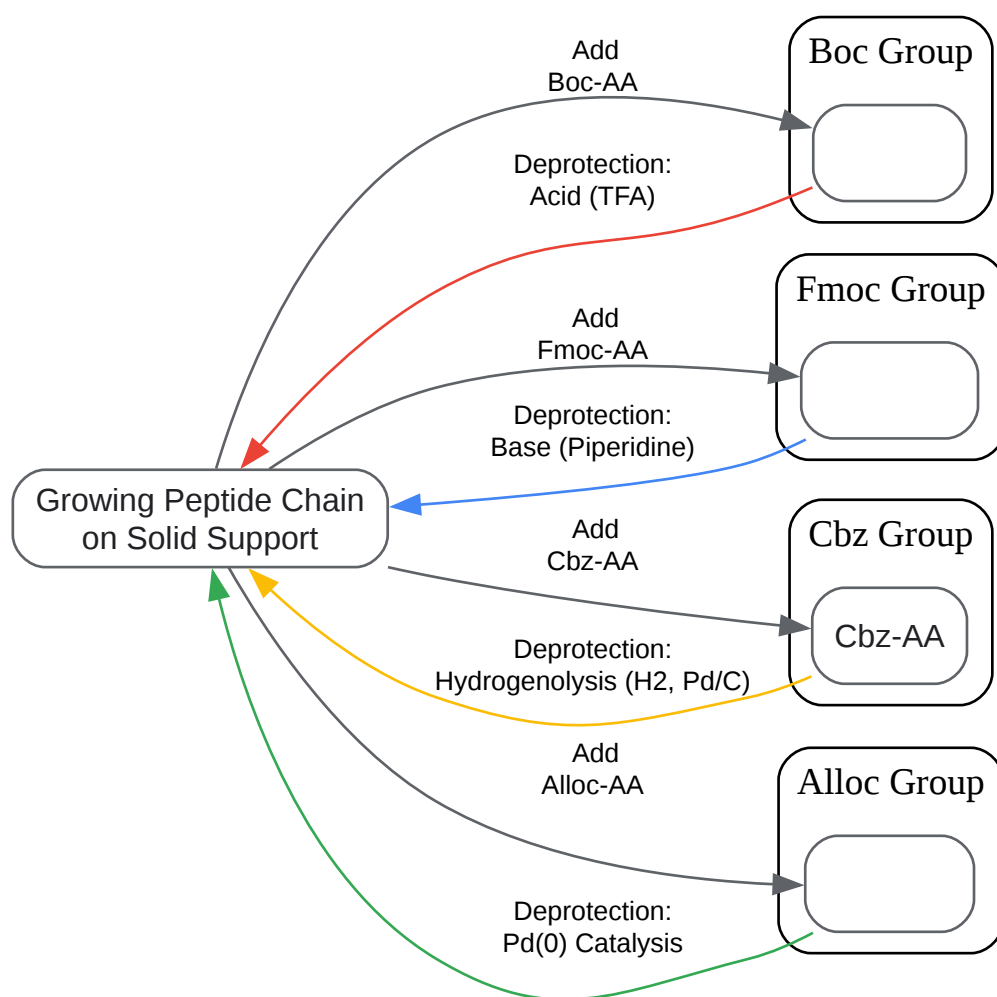 Add
Boc-AA
Boc Group
Deprotection:
Acid (TFA)
Fmoc Group
Add
Fmoc-AA
Deprotection:
Base (Piperidine)
Growing Peptide Chain
on Solid Support
Add
Cbz-AA
Cbz Group
Cbz-AA
Deprotection:
Hydrogenolysis (H2, Pd/C)
Add
Alloc-AA
Alloc Group
Deprotection:
Pd(0) Catalysis